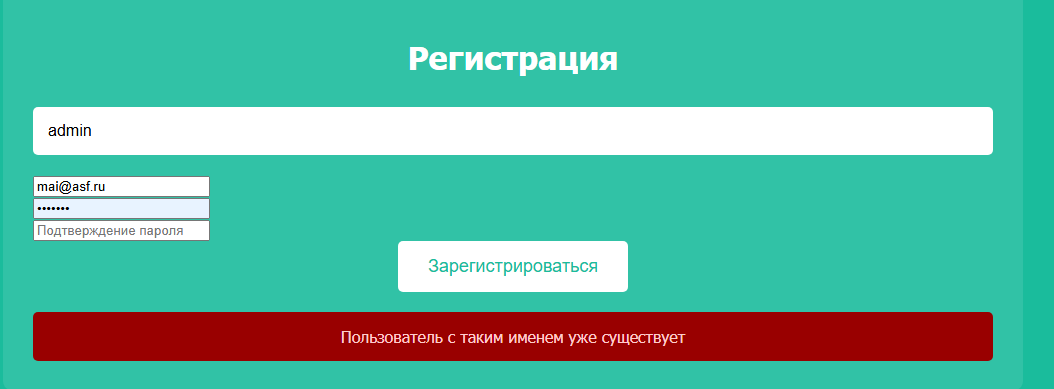 Регистрация
admin
mai@asf.ru
•••••••
Подтверждение пароля
Зарегистрироваться
Пользователь с таким именем уже существует